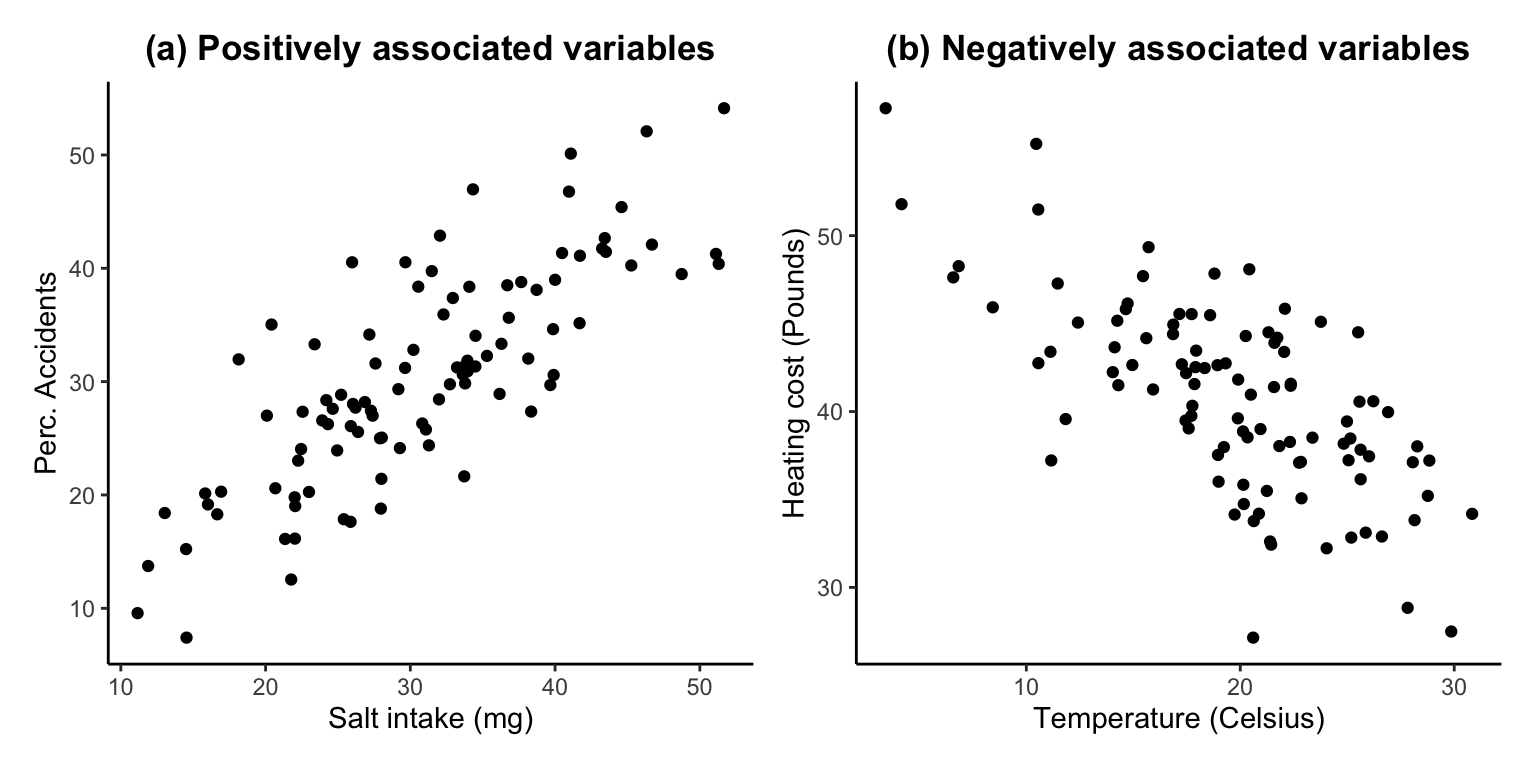 (a) Positively associated variables
Perc. Accidents
50
40
30
20
10
10 20 30 40 50
Salt intake (mg)
(b) Negatively associated variables
Heating cost (Pounds)
50
40
30
10 20 30
Temperature (Celsius)